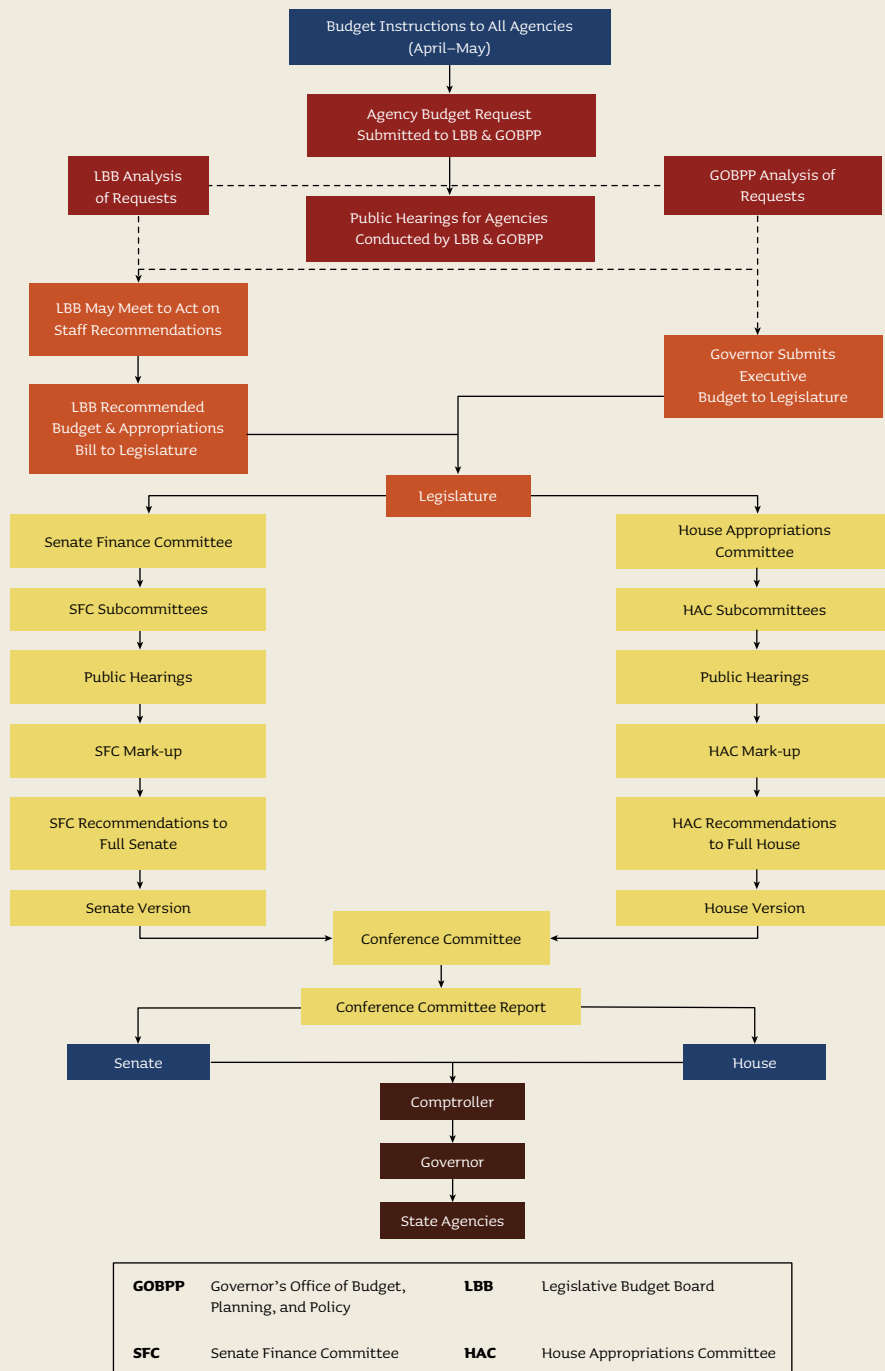 Budget Instructions to All Agencies
(April–May)
Agency Budget Request
Submitted to LBB & GOBPP
LBB Analysis
of Requests
GOBPP Analysis of
Requests
Public Hearings for Agencies
Conducted by LBB & GOBPP
LBB May Meet to Act on
Staff Recommendations
Governor Submits
Executive
Budget to Legislature
LBB Recommended
Budget & Appropriations
Bill to Legislature
Legislature
Senate Finance Committee
House Appropriations
Committee
SFC Subcommittees
HAC Subcommittees
Public Hearings
Public Hearings
SFC Mark-up
HAC Mark-up
SFC Recommendations to
Full Senate
HAC Recommendations
to Full House
Senate Version
House Version
Conference Committee
Conference Committee Report
Senate
House
Comptroller
Governor
State Agencies
GOBPP Governor’s Office of Budget,
Planning, and Policy
LBB Legislative Budget Board
SFC Senate Finance Committee
HAC House Appropriations Committee